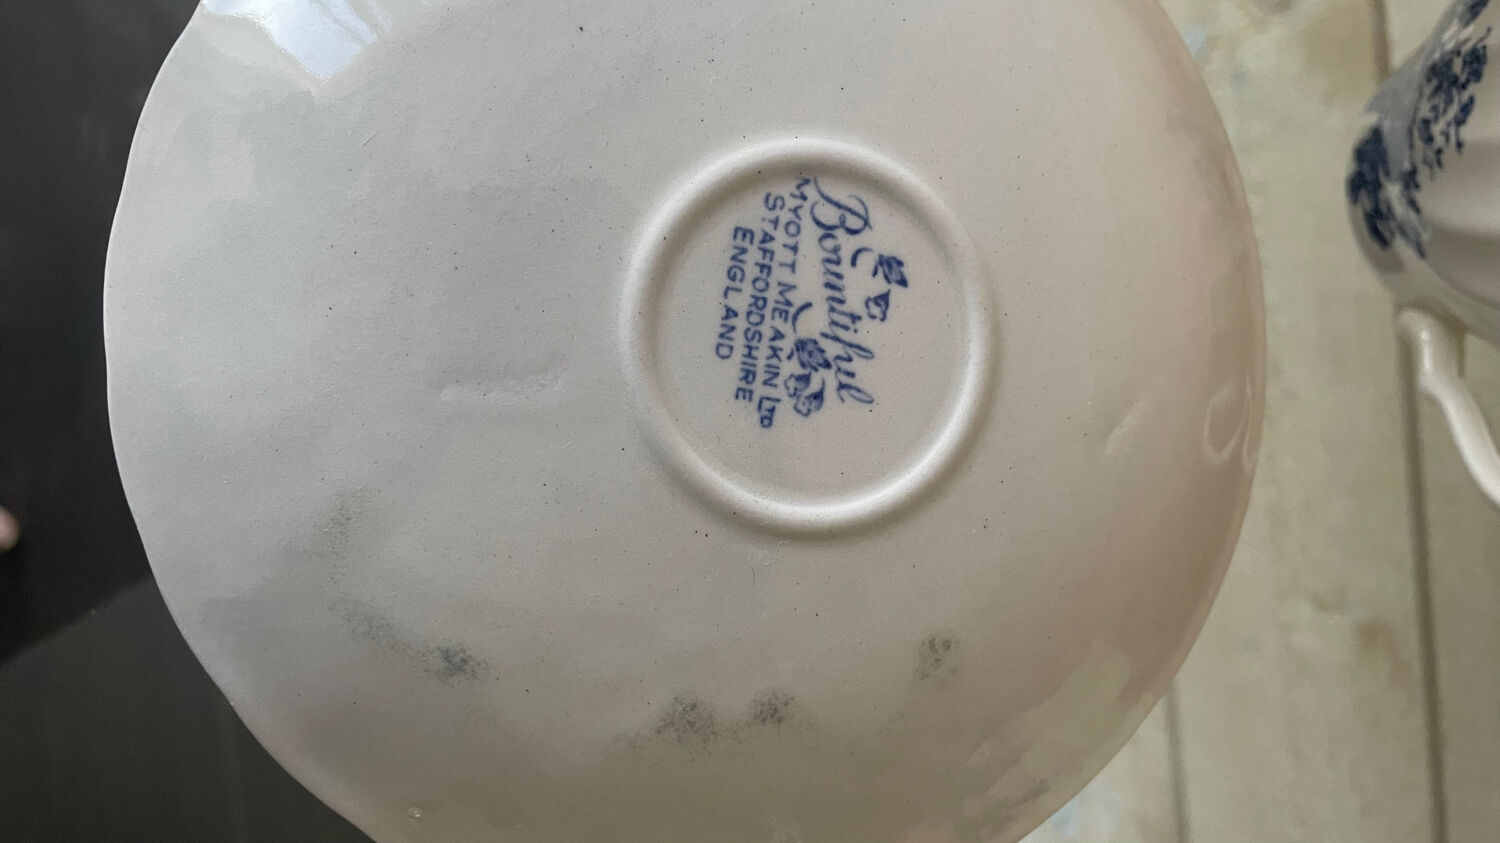 Bountiful
MYOTT MEAKIN LTD
STAFFORDSHIRE
ENGLAND